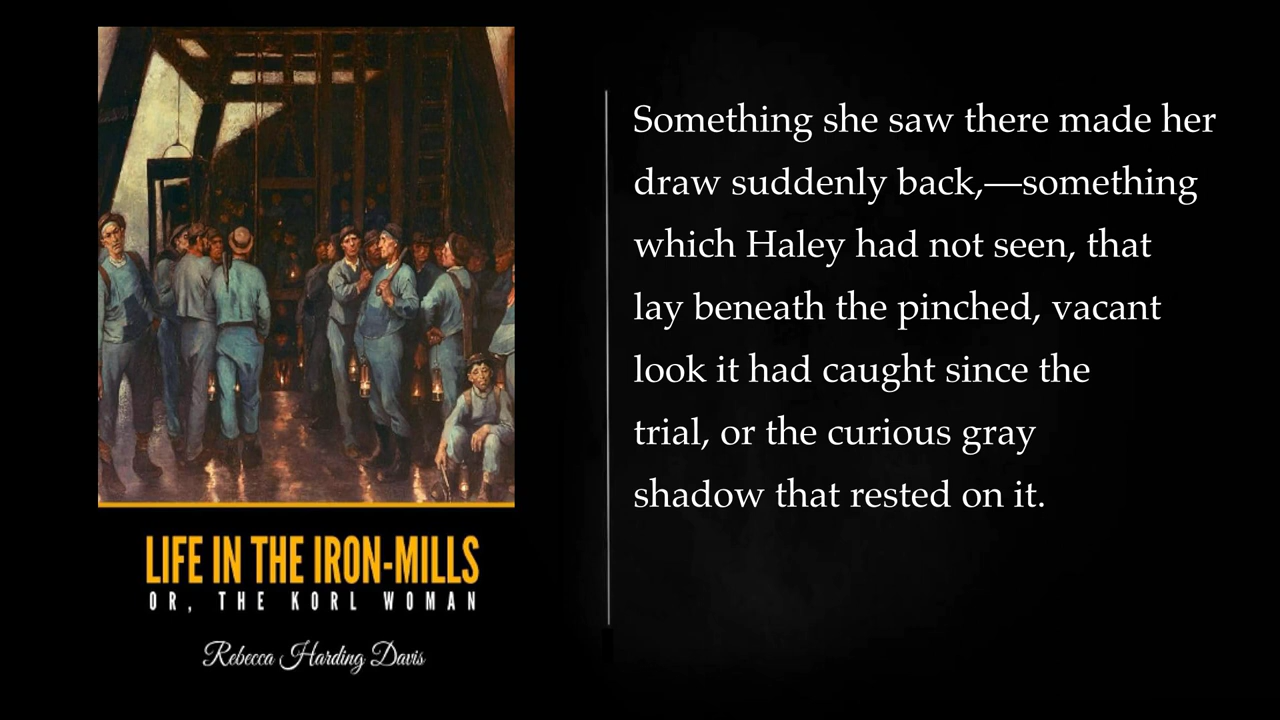 LIFE IN THE IRON-MILLS
OR, THE KORL WOMAN
Rebecca Harding Davis
Something she saw there made her
draw suddenly back,—something
which Haley had not seen, that
lay beneath the pinched, vacant
look it had caught since the
trial, or the curious gray
shadow that rested on it.